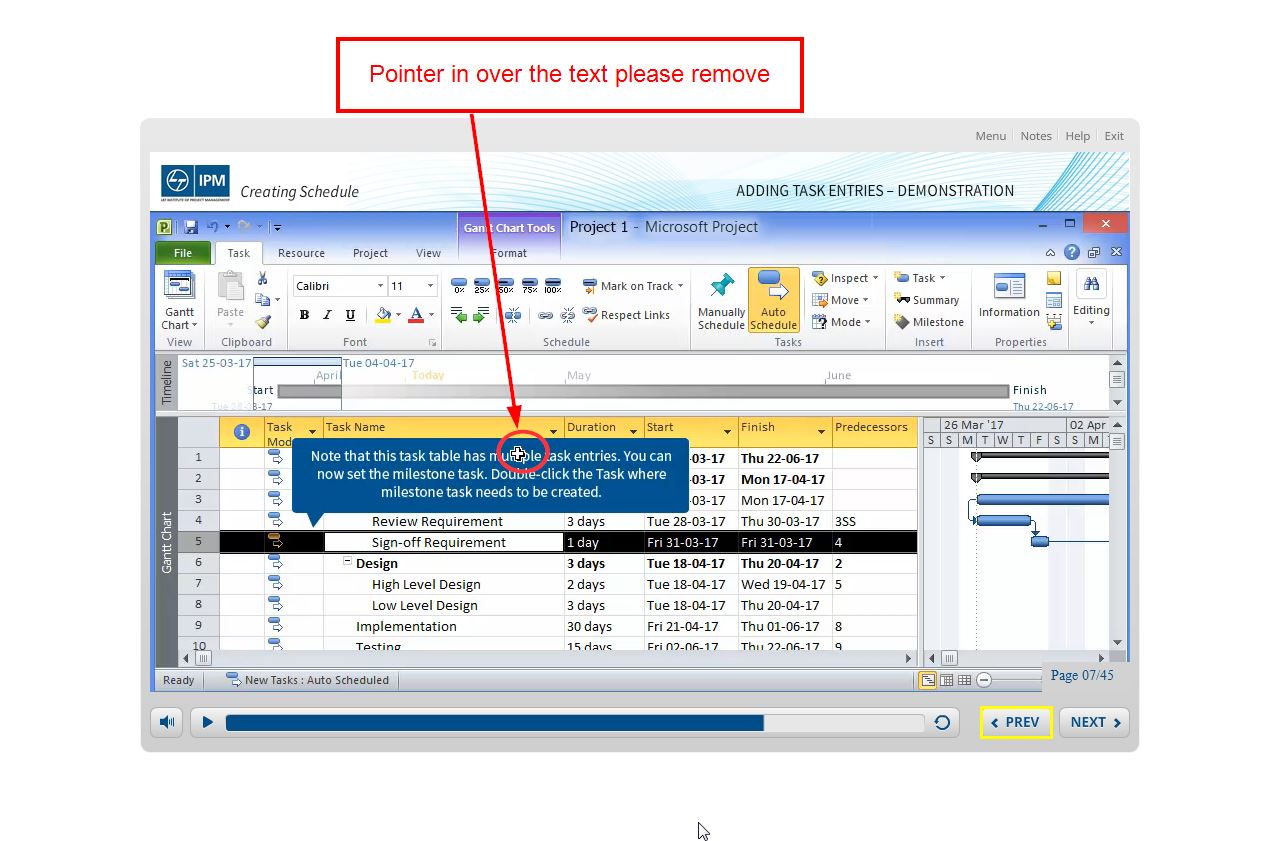 Pointer in over the text please remove
Menu Notes Help Exit
IPM
Creating Schedule
ADDING TASK ENTRIES – DEMONSTRATION
Gantt Chart Tools
Project 1 - Microsoft Project
File Task Resource Project View Format
Calibri 11
0% 25% 50% 75% 100%
Mark on Track
Respect Links
Gantt Chart
Paste
B I U A
Manually Schedule
Auto Schedule
Inspect
Move
Mode
Task
Summary
Milestone
Information
Editing
View Clipboard Font Schedule Tasks Insert Properties
Timeline
Sat 25-03-17 Tue 04-04-17
April Today May June
Start Finish
Tue 28-03-17 Thu 22-06-17
Task Mod Task Name Duration Start Finish Predecessors
26 Mar '17 02 Apr
S S M T W T F S S M
Note that this task table has multiple task entries. You can
now set the milestone task. Double-click the Task where
milestone task needs to be created.
1 -03-17 Thu 22-06-17
2 -03-17 Mon 17-04-17
3 -03-17 Mon 17-04-17
4 Review Requirement 3 days Tue 28-03-17 Thu 30-03-17 3SS
5 Sign-off Requirement 1 day Fri 31-03-17 Fri 31-03-17 4
6 Design 3 days Tue 18-04-17 Thu 20-04-17 2
7 High Level Design 2 days Tue 18-04-17 Wed 19-04-17 5
8 Low Level Design 3 days Tue 18-04-17 Thu 20-04-17
9 Implementation 30 days Fri 21-04-17 Thu 01-06-17 8
10 Testing 15 days Fri 02-06-17 Thu 22-06-17 9
Gantt Chart
Ready New Tasks : Auto Scheduled
Page 07/45
PREV NEXT